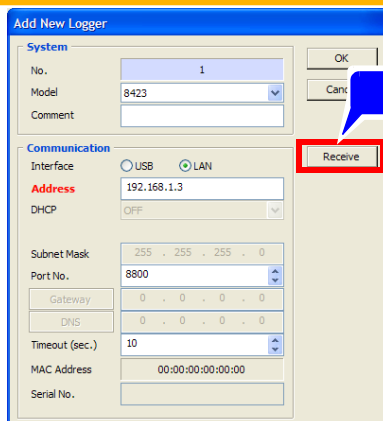 Add New Logger
System
No. 1
Model 8423
Comment
OK
Communication
Interface USB LAN
Receive
Address 192.168.1.3
DHCP OFF
Subnet Mask 255 . 255 . 255 . 0
Port No. 8800
Gateway 0 . 0 . 0 . 0
DNS 0 . 0 . 0 . 0
Timeout (sec.) 10
MAC Address 00:00:00:00:00:00
Serial No.